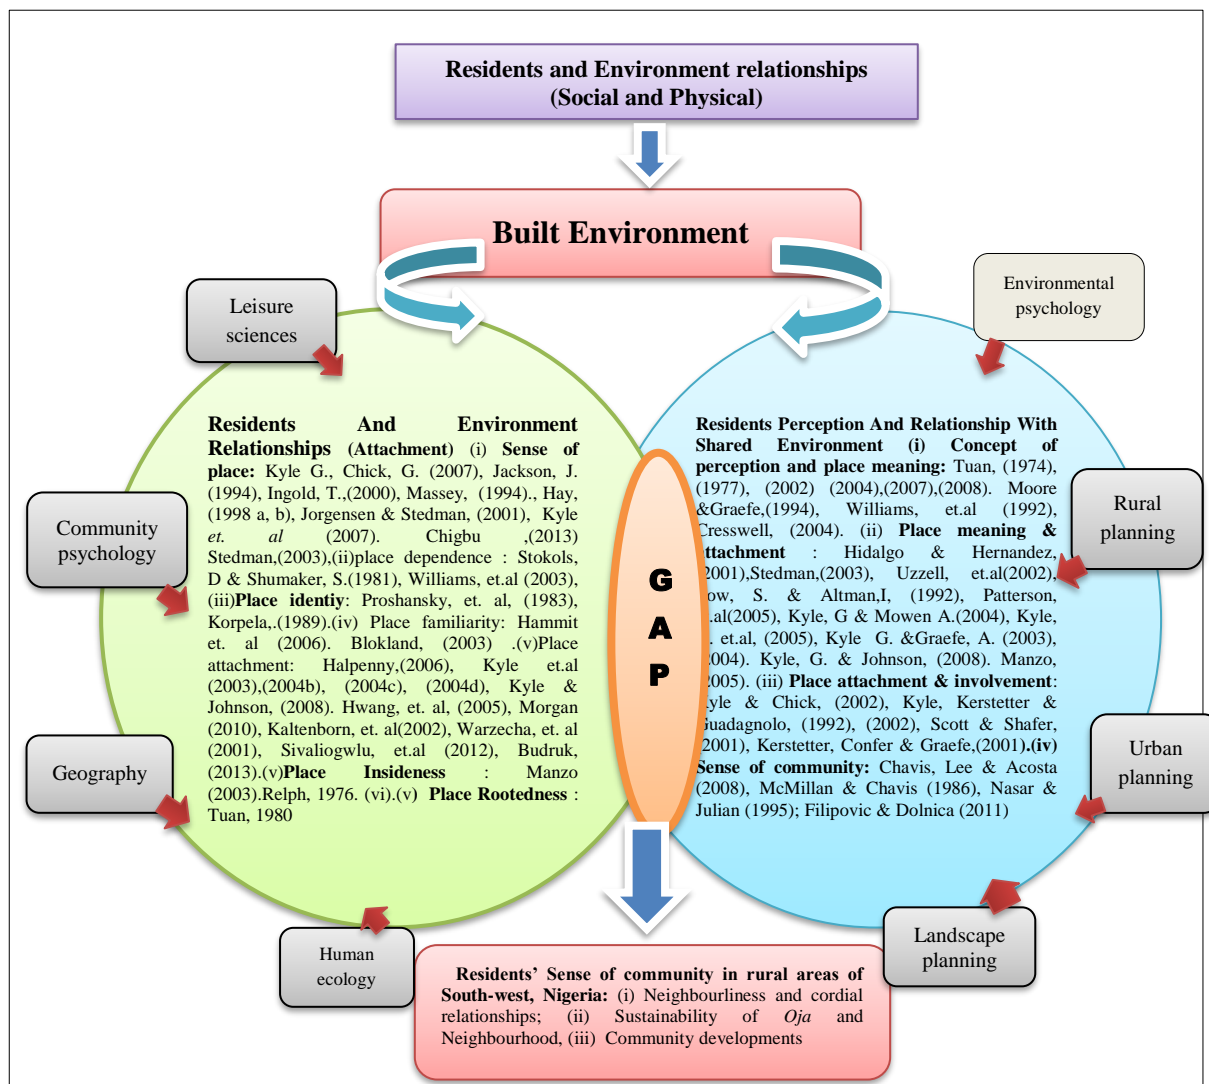 Residents and Environment relationships
(Social and Physical)
Built Environment
Leisure
sciences
Environmental
psychology
Community
psychology
Geography
Human
ecology
Rural
planning
Urban
planning
Landscape
planning
Residents And Environment
Relationships (Attachment) (i) Sense of
place: Kyle G., Chick, G. (2007), Jackson, J.
(1994), Ingold, T.,(2000), Massey, (1994)., Hay,
(1998 a, b), Jorgensen & Stedman, (2001), Kyle
et. al (2007). Chigbu ,(2013)
Stedman,(2003),(ii)place dependence : Stokols,
D & Shumaker, S.(1981), Williams, et.al (2003),
(iii)Place identiy: Proshansky, et. al, (1983),
Korpela,.(1989).(iv) Place familiarity: Hammit
et. al (2006). Blokland, (2003) .(v)Place
attachment: Halpenny,(2006), Kyle et.al
(2003),(2004b), (2004c), (2004d), Kyle &
Johnson, (2008). Hwang, et. al, (2005), Morgan
(2010), Kaltenborn, et. al(2002), Warzecha, et. al
(2001), Sivaliogwlu, et.al (2012), Budruk,
(2013).(v)Place Insideness : Manzo
(2003).Relph, 1976. (vi).(v) Place Rootedness :
Tuan, 1980
G
A
P
Residents Perception And Relationship With
Shared Environment (i) Concept of
perception and place meaning: Tuan, (1974),
(1977), (2002) (2004),(2007),(2008). Moore
&Graefe,(1994), Williams, et.al (1992),
Cresswell, (2004). (ii) Place meaning &
attachment : Hidalgo & Hernandez,
2001),Stedman,(2003), Uzzell, et.al(2002),
ow, S. & Altman,I, (1992), Patterson,
.al(2005), Kyle, G & Mowen A.(2004), Kyle,
. et.al, (2005), Kyle G. &Graefe, A. (2003),
2004). Kyle, G. & Johnson, (2008). Manzo,
2005). (iii) Place attachment & involvement:
yle & Chick, (2002), Kyle, Kerstetter &
Guadagnolo, (1992), (2002), Scott & Shafer,
2001), Kerstetter, Confer & Graefe,(2001).(iv)
Sense of community: Chavis, Lee & Acosta
(2008), McMillan & Chavis (1986), Nasar &
Julian (1995); Filipovic & Dolnica (2011)
Residents' Sense of community in rural areas of
South-west, Nigeria: (i) Neighbourliness and cordial
relationships; (ii) Sustainability of Oja and
Neighbourhood, (iii) Community developments